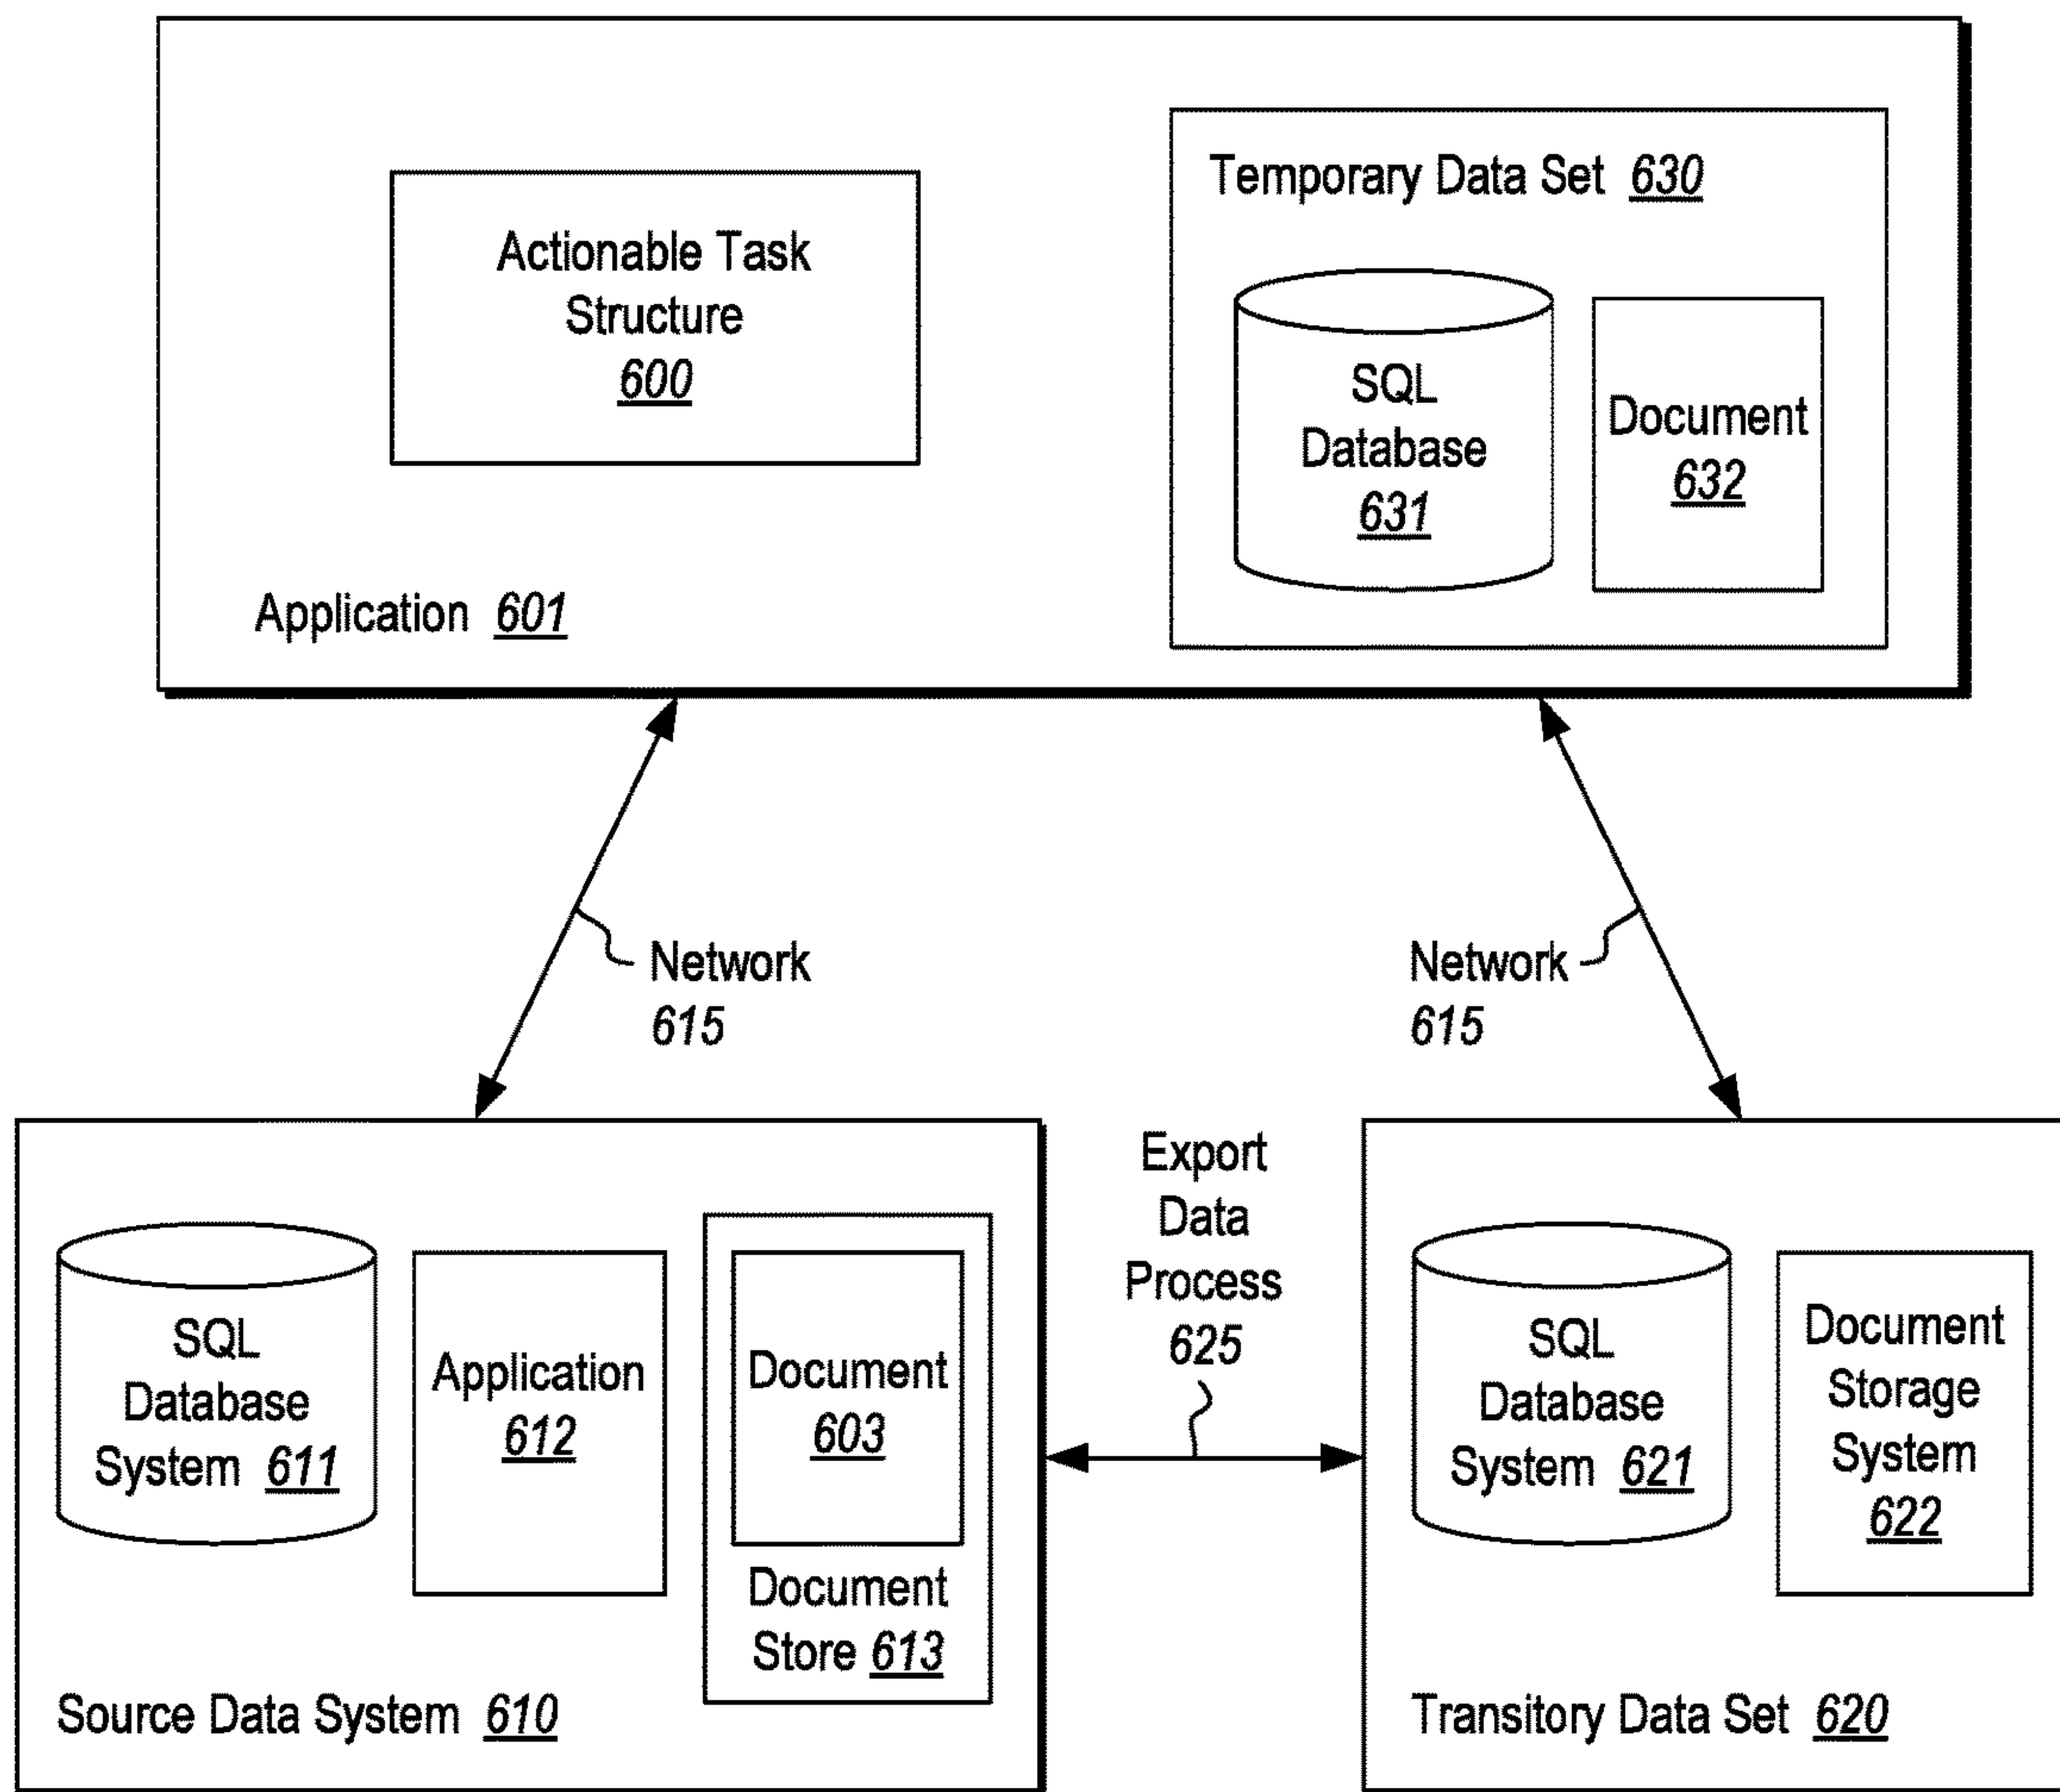 Temporary Data Set 630
Actionable Task
Structure
600
SQL
Database
631
Document
632
Application 601
Network
615
Network
615
Export
Data
Process
625
SQL
Database
System 611
Application
612
Document
603
Document
Store 613
Source Data System 610
SQL
Database
System 621
Document
Storage
System
622
Transitory Data Set 620